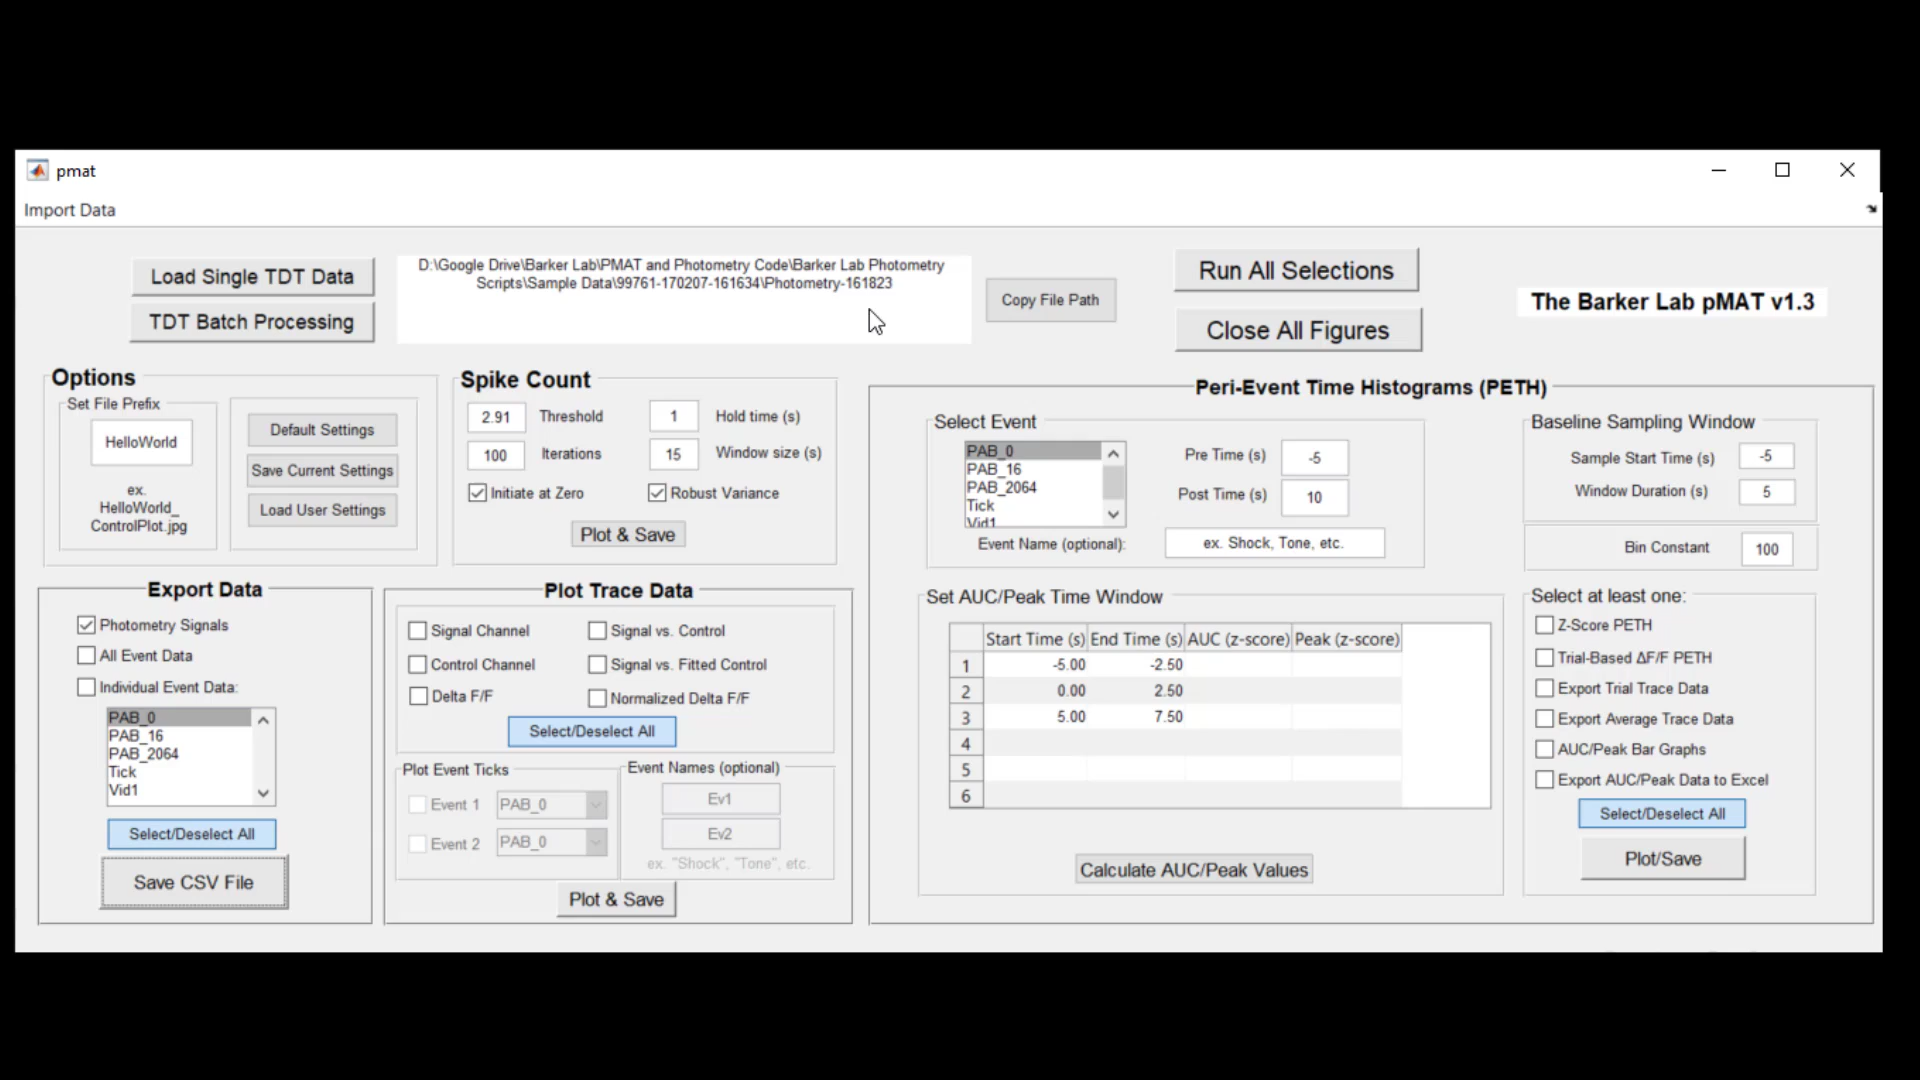 pmat
Import Data
Load Single TDT Data
TDT Batch Processing
D:\Google Drive\Barker Lab\PMAT and Photometry Code\Barker Lab Photometry
Scripts\Sample Data\99761-170207-161634\Photometry-161823
Copy File Path
Run All Selections
Close All Figures
The Barker Lab pMAT v1.3
Options
Set File Prefix
HelloWorld
ex.
HelloWorld_
ControlPlot.jpg
Default Settings
Save Current Settings
Load User Settings
Spike Count
2.91 Threshold 1 Hold time (s)
100 Iterations 15 Window size (s)
Initiate at Zero Robust Variance
Plot & Save
Export Data
Photometry Signals
All Event Data
Individual Event Data:
PAB_0
PAB_16
PAB_2064
Tick
Vid1
Select/Deselect All
Save CSV File
Plot Trace Data
Signal Channel Signal vs. Control
Control Channel Signal vs. Fitted Control
Delta F/F Normalized Delta F/F
Select/Deselect All
Plot Event Ticks
Event 1 PAB_0
Event 2 PAB_0
Event Names (optional)
Ev1
Ev2
ex. "Shock", "Tone", etc.
Plot & Save
Peri-Event Time Histograms (PETH)
Select Event
PAB_0
PAB_16
PAB_2064
Tick
Vid1
Pre Time (s) -5
Post Time (s) 10
Event Name (optional): ex. Shock, Tone, etc.
Baseline Sampling Window
Sample Start Time (s) -5
Window Duration (s) 5
Bin Constant 100
Set AUC/Peak Time Window
Start Time (s) End Time (s) AUC (z-score) Peak (z-score)
1 -5.00 -2.50
2 0.00 2.50
3 5.00 7.50
4
5
6
Calculate AUC/Peak Values
Select at least one:
Z-Score PETH
Trial-Based ΔF/F PETH
Export Trial Trace Data
Export Average Trace Data
AUC/Peak Bar Graphs
Export AUC/Peak Data to Excel
Select/Deselect All
Plot/Save